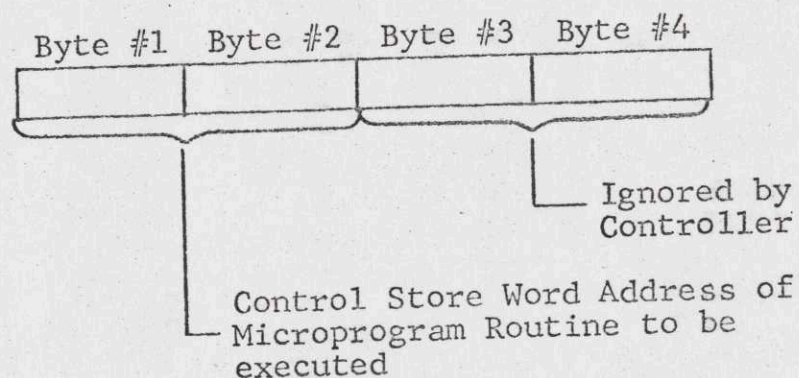 Byte #1 Byte #2 Byte #3 Byte #4
Ignored by
Controller
Control Store Word Address of
Microprogram Routine to be
executed